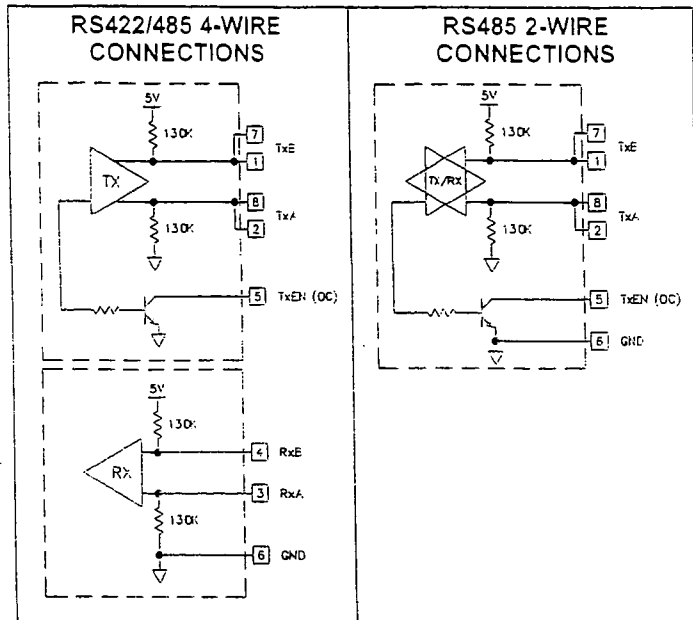 RS422/485 4-WIRE
CONNECTIONS
5V
130K
7
TxE
1
TX
8
TxA
2
130K
5 TxEN (OC)
5V
130K
4 RxE
RX
3 RxA
130K
6 GND
RS485 2-WIRE
CONNECTIONS
5V
130K
7
TxE
1
TX/RX
8
TxA
2
130K
5 TxEN (OC)
6 GND